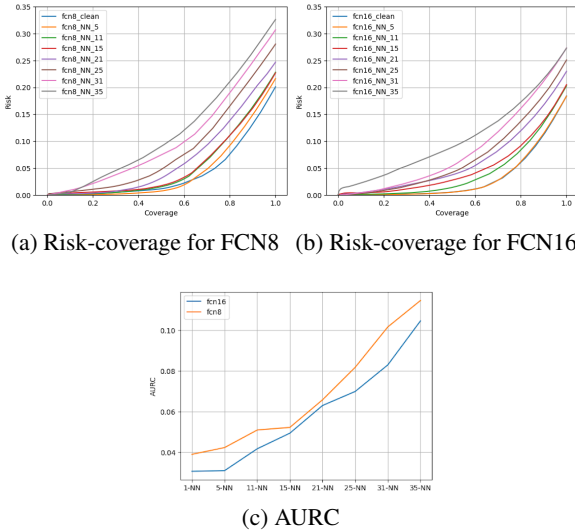 0.35
0.30
0.25
0.20
0.15
0.10
0.05
0.00
Risk
fcn8_clean
fcn8_NN_5
fcn8_NN_11
fcn8_NN_15
fcn8_NN_21
fcn8_NN_25
fcn8_NN_31
fcn8_NN_35
0.0 0.2 0.4 0.6 0.8 1.0
Coverage
0.35
0.30
0.25
0.20
0.15
0.10
0.05
0.00
Risk
fcn16_clean
fcn16_NN_5
fcn16_NN_11
fcn16_NN_15
fcn16_NN_21
fcn16_NN_25
fcn16_NN_31
fcn16_NN_35
0.0 0.2 0.4 0.6 0.8 1.0
Coverage
(a) Risk-coverage for FCN8 (b) Risk-coverage for FCN16
fcn16
fcn8
0.10
0.08
0.06
0.04
AURC
1-NN 5-NN 11-NN 15-NN 21-NN 25-NN 31-NN 35-NN
(c) AURC